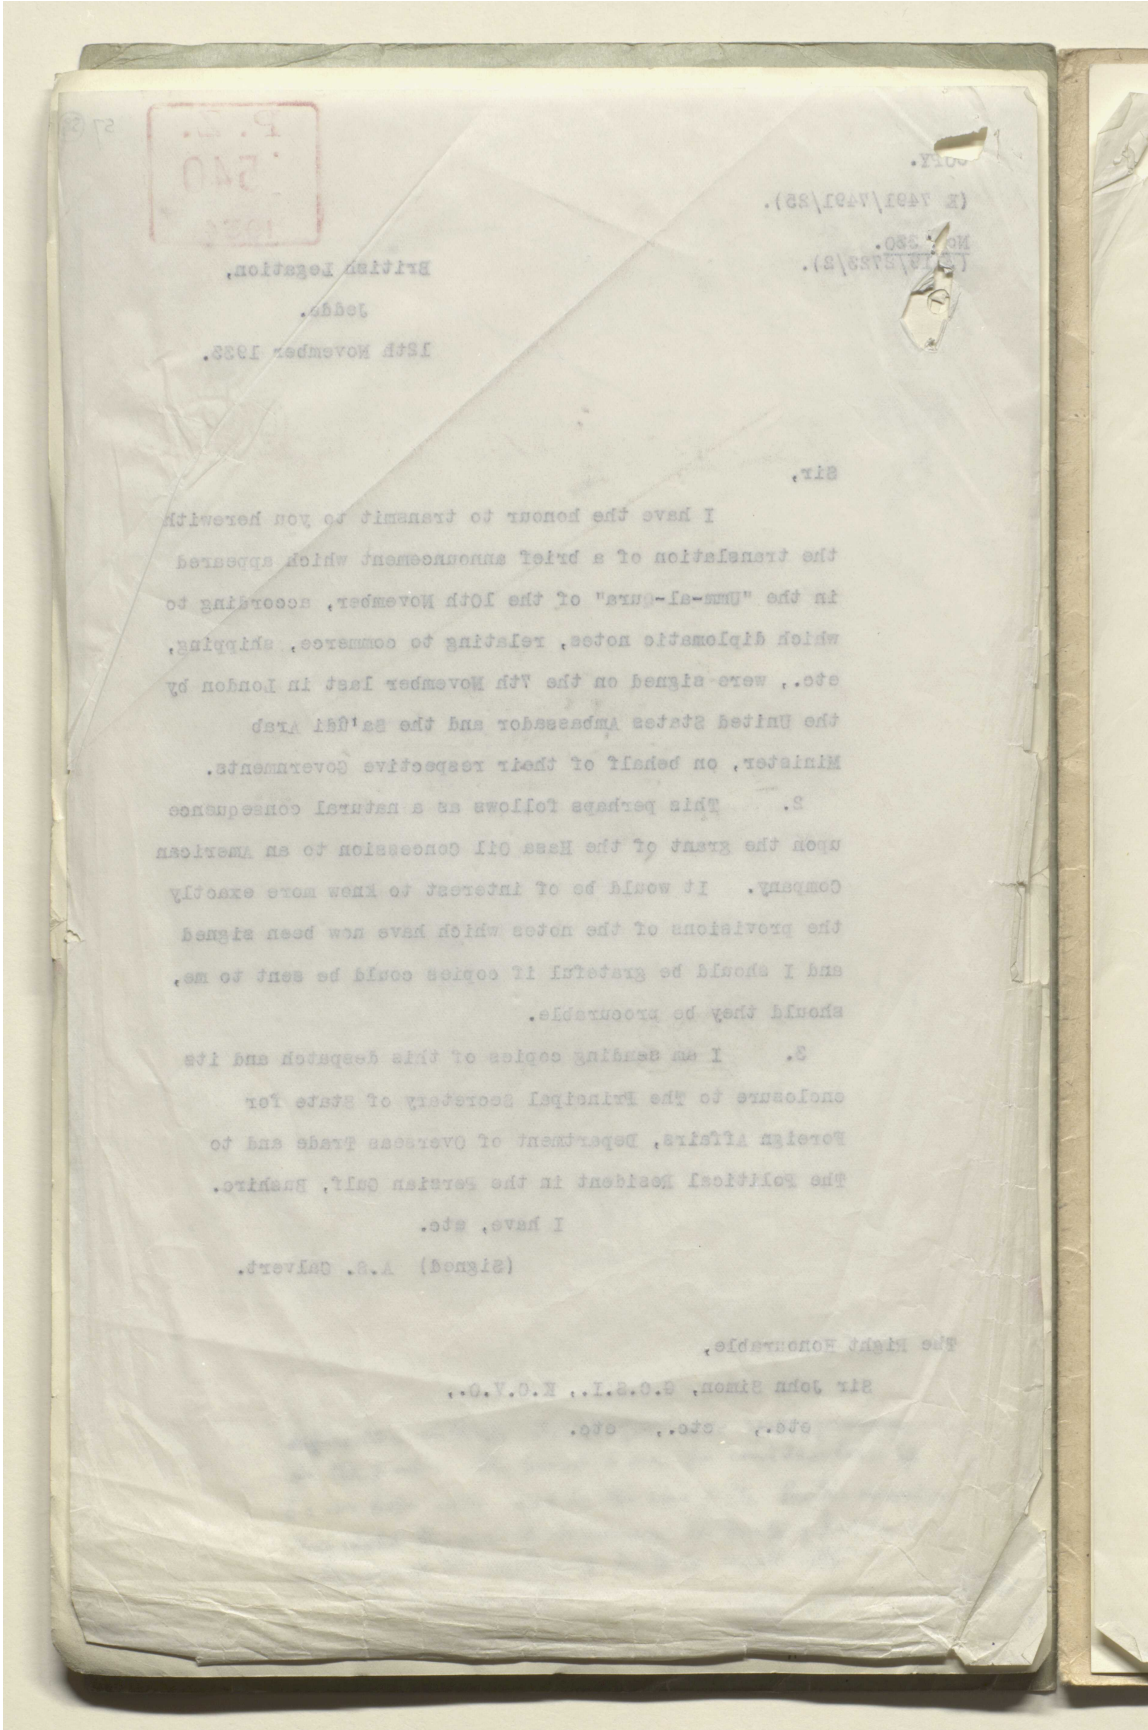 P. Z.
540
1934
57
COPY.
(E 7491/7491/25).
No. 330.
British Legation,
Jedda.
12th November 1933.
Sir,
I have the honour to transmit to you herewith
the translation of a brief announcement which appeared
in the "Umm-al-Qura" of the 10th November, according to
which diplomatic notes, relating to commerce, shipping,
etc., were signed on the 7th November last in London by
the United States Ambassador and the Sa'ûdi Arab
Minister, on behalf of their respective Governments.
2. This perhaps follows as a natural consequence
upon the grant of the Hasa Oil Concession to an American
Company. It would be of interest to know more exactly
the provisions of the notes which have now been signed
and I should be grateful if copies could be sent to me,
should they be procurable.
3. I am sending copies of this despatch and its
enclosure to The Principal Secretary of State for
Foreign Affairs, Department of Overseas Trade and to
The Political Resident in the Persian Gulf, Bushire.
I have, etc.
(Signed) A.S. Calvert.
The Right Honourable,
Sir John Simon, G.C.S.I., K.C.V.O.,
etc., etc., etc.